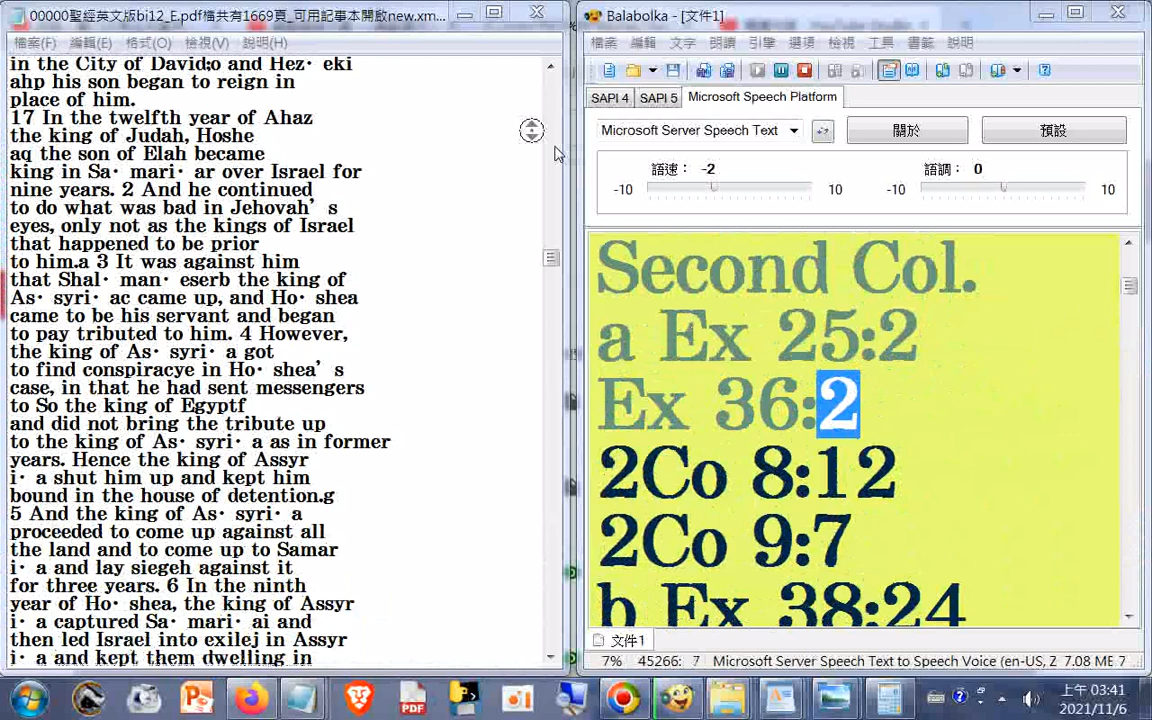 00000聖經英文版bi12_E.pdf檔共有1669頁_可用記事本開啟new.xm...
檔案(F) 編輯(E) 格式(O) 檢視(V) 說明(H)
in the City of David;o and Hez· eki
ahp his son began to reign in
place of him.
17 In the twelfth year of Ahaz
the king of Judah, Hoshe
aq the son of Elah became
king in Sa· mari· ar over Israel for
nine years. 2 And he continued
to do what was bad in Jehovah’ s
eyes, only not as the kings of Israel
that happened to be prior
to him.a 3 It was against him
that Shal· man· eserb the king of
As· syri· ac came up, and Ho· shea
came to be his servant and began
to pay tributed to him. 4 However,
the king of As· syri· a got
to find conspiracye in Ho· shea’ s
case, in that he had sent messengers
to So the king of Egyptf
and did not bring the tribute up
to the king of As· syri· a as in former
years. Hence the king of Assyr
i· a shut him up and kept him
bound in the house of detention.g
5 And the king of As· syri· a
proceeded to come up against all
the land and to come up to Samar
i· a and lay siegeh against it
for three years. 6 In the ninth
year of Ho· shea, the king of Assyr
i· a captured Sa· mari· ai and
then led Israel into exilej in Assyr
i· a and kept them dwelling in
Balabolka - [文件1]
檔案 編輯 文字 朗讀 引擎 選項 檢視 工具 書籤 說明
SAPI 4 SAPI 5 Microsoft Speech Platform
Microsoft Server Speech Text 關於 預設
語速: -2 語調: 0
-10 10 -10 10
Second Col.
a Ex 25:2
Ex 36:2
2Co 8:12
2Co 9:7
b Ex 38:24
文件1
7% 45266: 7 Microsoft Server Speech Text to Speech Voice (en-US, Z 7.08 MB 7
PDF
上午 03:41
2021/11/6